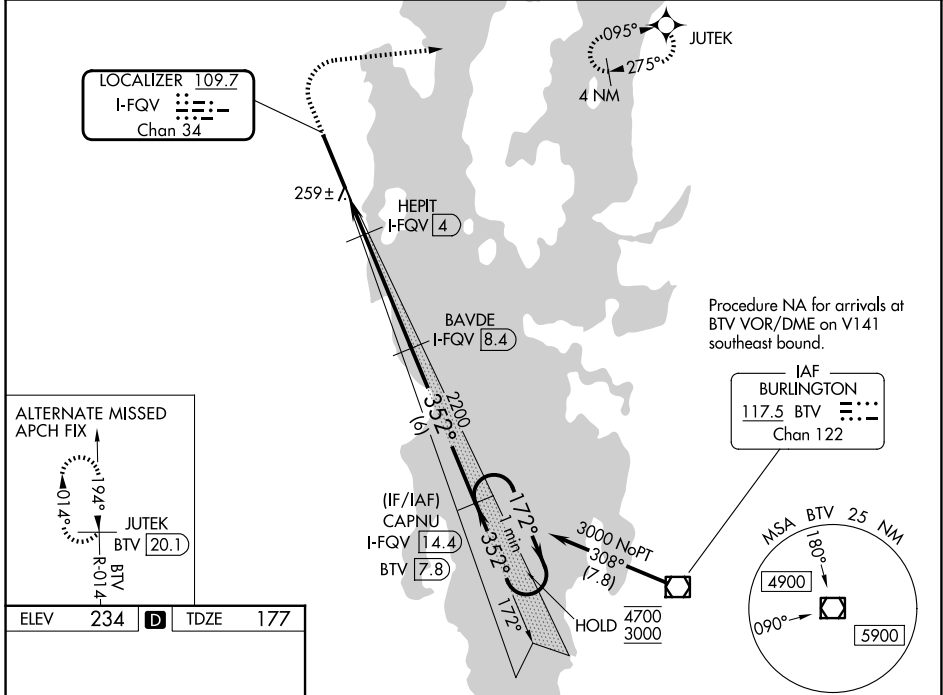 095°
JUTEK
275°
4 NM
LOCALIZER 109.7
I-FQV
Chan 34
259±
HEPIT
I-FQV 4
BAVDE
I-FQV 8.4
Procedure NA for arrivals at
BTV VOR/DME on V141
southeast bound.
IAF
BURLINGTON
117.5 BTV
Chan 122
2200
352°
(6)
ALTERNATE MISSED
APCH FIX
194°
014°
JUTEK
BTV 20.1
BTV
R-014
(IF/IAF)
CAPNU
I-FQV 14.4
BTV 7.8
172°
1 min
352°
172°
3000 NoPT
308°
(7.8)
HOLD 4700
3000
MSA BTV 25 NM
180°
4900
090°
5900
ELEV 234 D TDZE 177